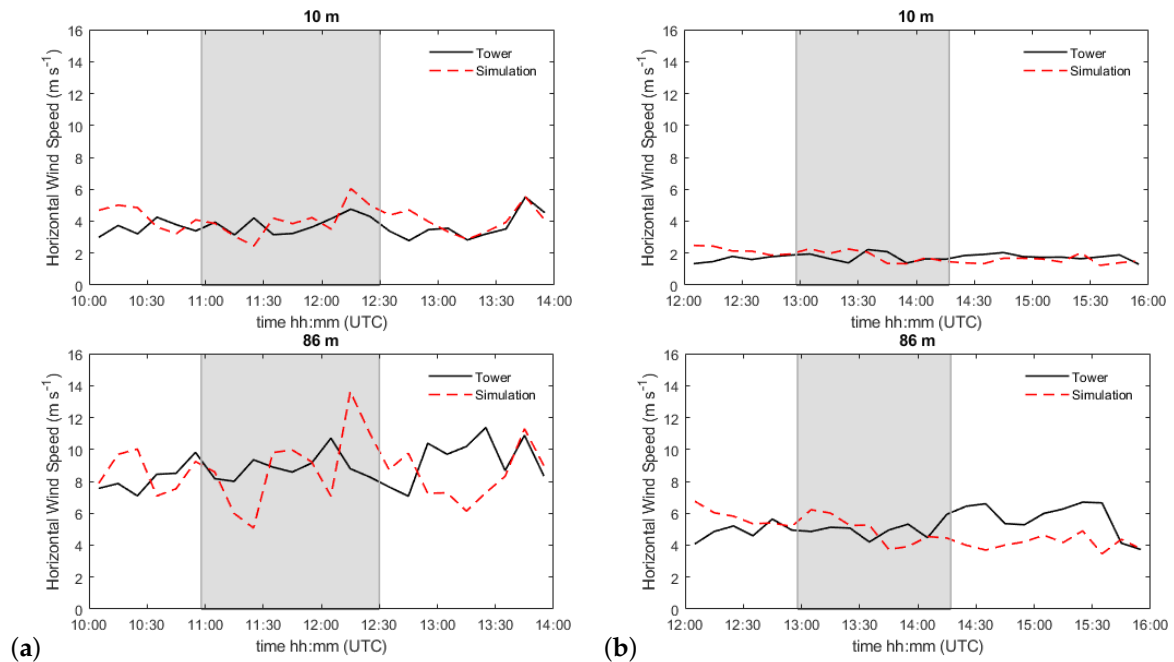 10 m
16
14
12
10
8
6
4
2
0
Horizontal Wind Speed (m s-1)
Tower
Simulation
10:00 10:30 11:00 11:30 12:00 12:30 13:00 13:30 14:00
time hh:mm (UTC)
10 m
16
14
12
10
8
6
4
2
0
Horizontal Wind Speed (m s-1)
Tower
Simulation
12:00 12:30 13:00 13:30 14:00 14:30 15:00 15:30 16:00
time hh:mm (UTC)
86 m
16
14
12
10
8
6
4
2
0
Horizontal Wind Speed (m s-1)
Tower
Simulation
10:00 10:30 11:00 11:30 12:00 12:30 13:00 13:30 14:00
time hh:mm (UTC)
(a)
86 m
16
14
12
10
8
6
4
2
0
Horizontal Wind Speed (m s-1)
Tower
Simulation
12:00 12:30 13:00 13:30 14:00 14:30 15:00 15:30 16:00
time hh:mm (UTC)
(b)